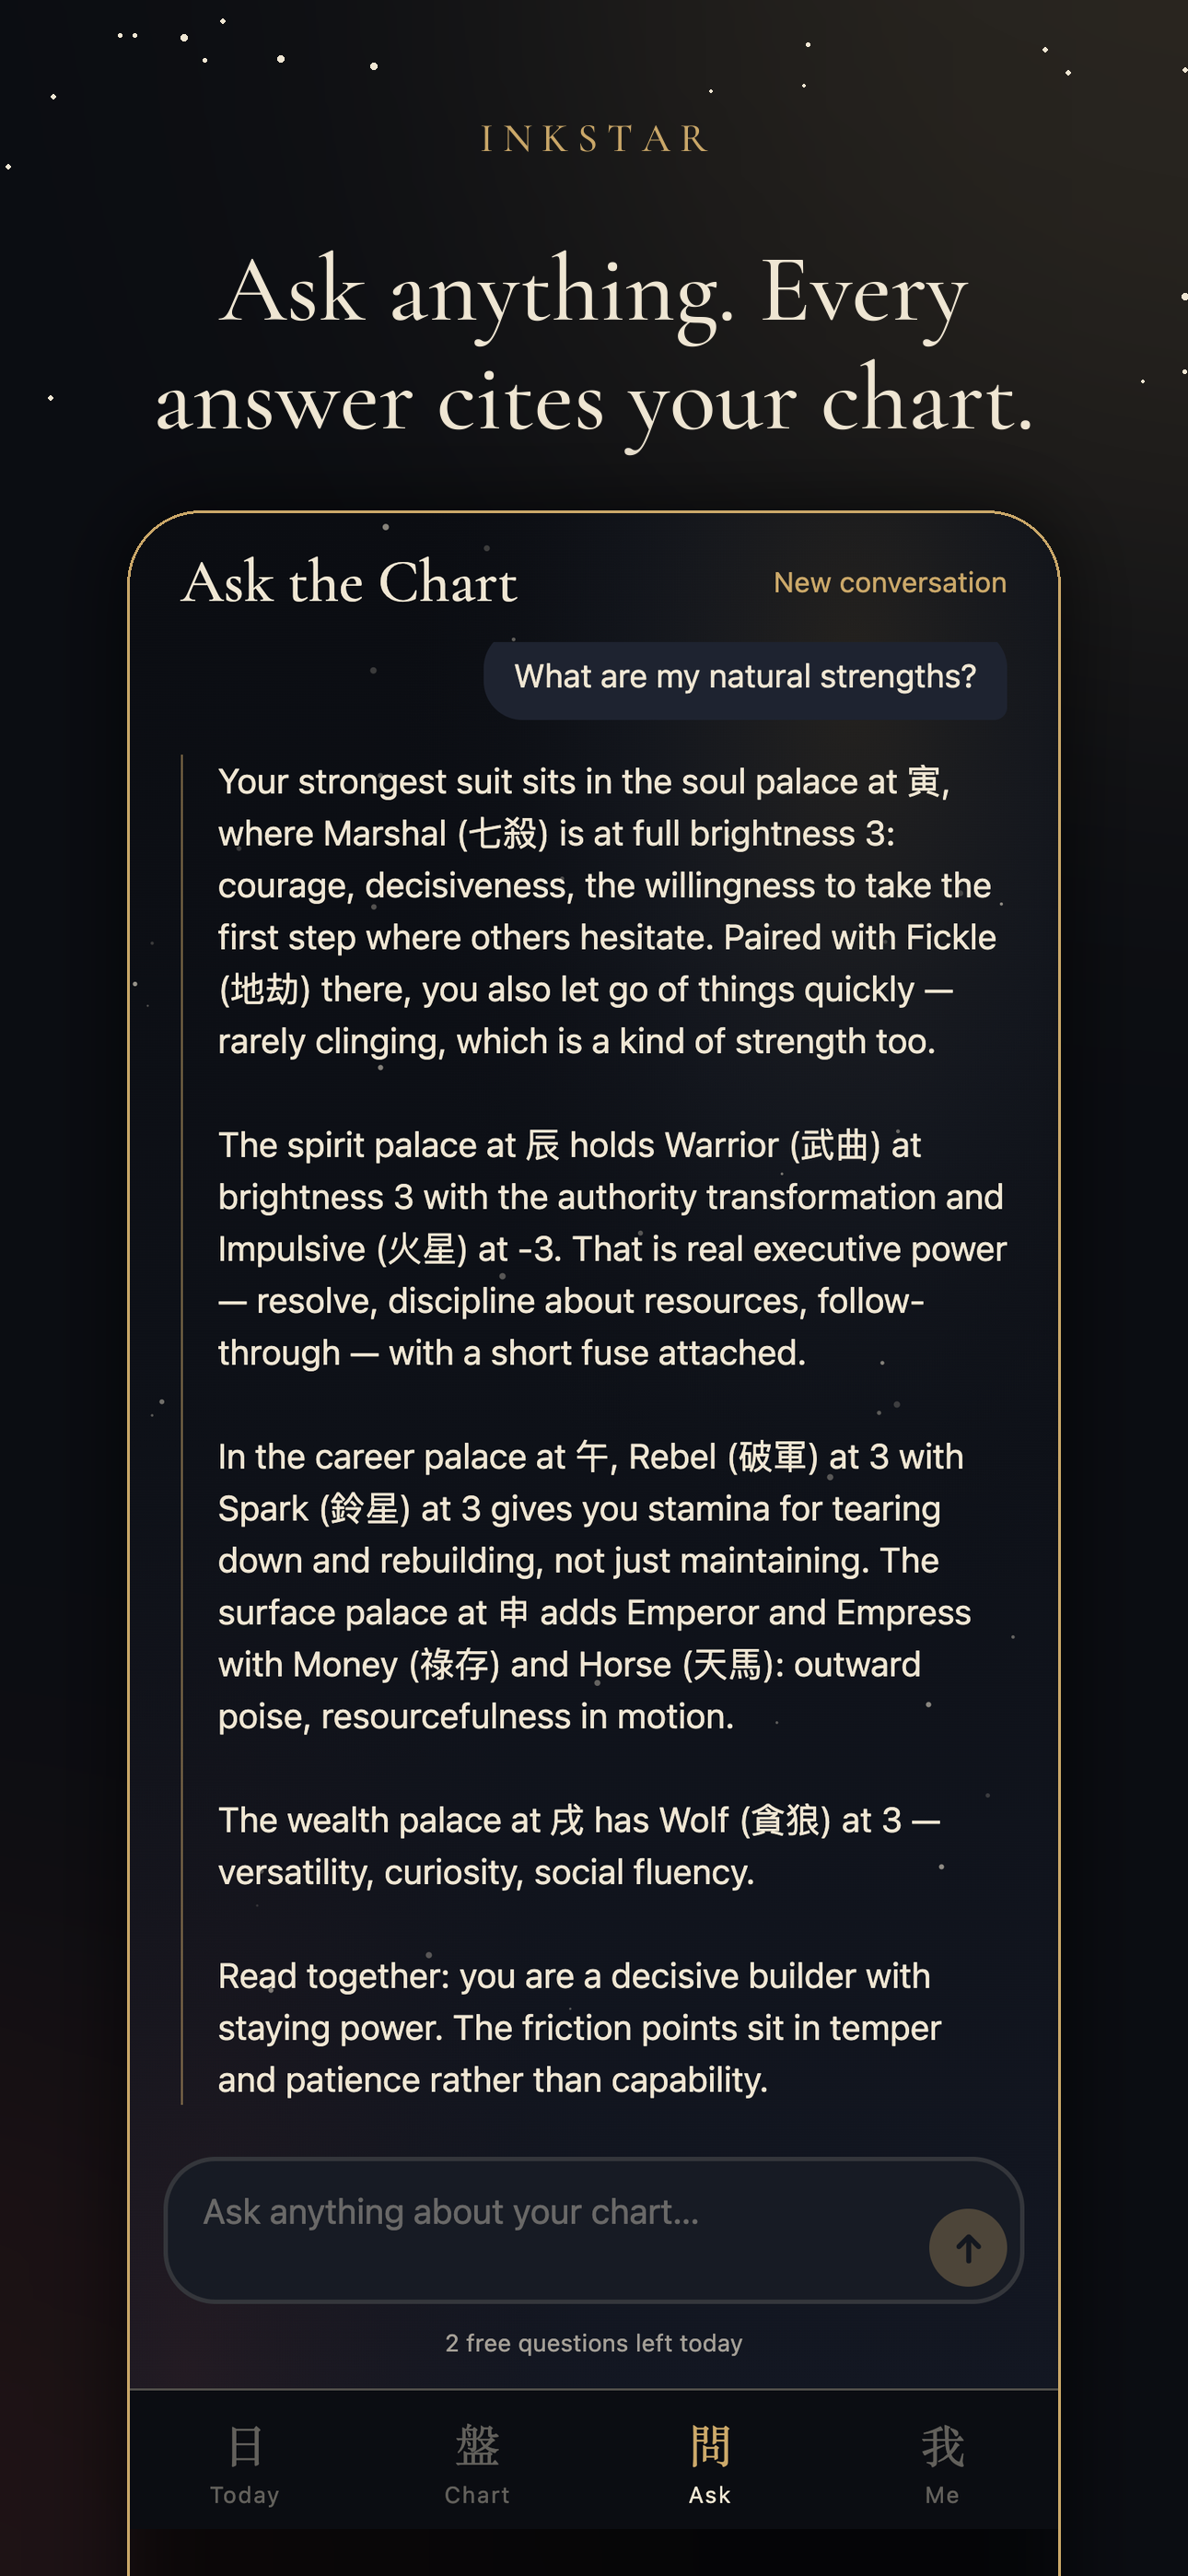 INKSTAR
Ask anything. Every
answer cites your chart.
Ask the Chart
New conversation
What are my natural strengths?
Your strongest suit sits in the soul palace at 寅,
where Marshal (七殺) is at full brightness 3:
courage, decisiveness, the willingness to take the
first step where others hesitate. Paired with Fickle
(地劫) there, you also let go of things quickly —
rarely clinging, which is a kind of strength too.
The spirit palace at 辰 holds Warrior (武曲) at
brightness 3 with the authority transformation and
Impulsive (火星) at -3. That is real executive power
— resolve, discipline about resources, follow-
through — with a short fuse attached.
In the career palace at 午, Rebel (破軍) at 3 with
Spark (鈴星) at 3 gives you stamina for tearing
down and rebuilding, not just maintaining. The
surface palace at 申 adds Emperor and Empress
with Money (祿存) and Horse (天馬): outward
poise, resourcefulness in motion.
The wealth palace at 戌 has Wolf (貪狼) at 3 —
versatility, curiosity, social fluency.
Read together: you are a decisive builder with
staying power. The friction points sit in temper
and patience rather than capability.
Ask anything about your chart...
2 free questions left today
日 盤 問 我
Today Chart Ask Me